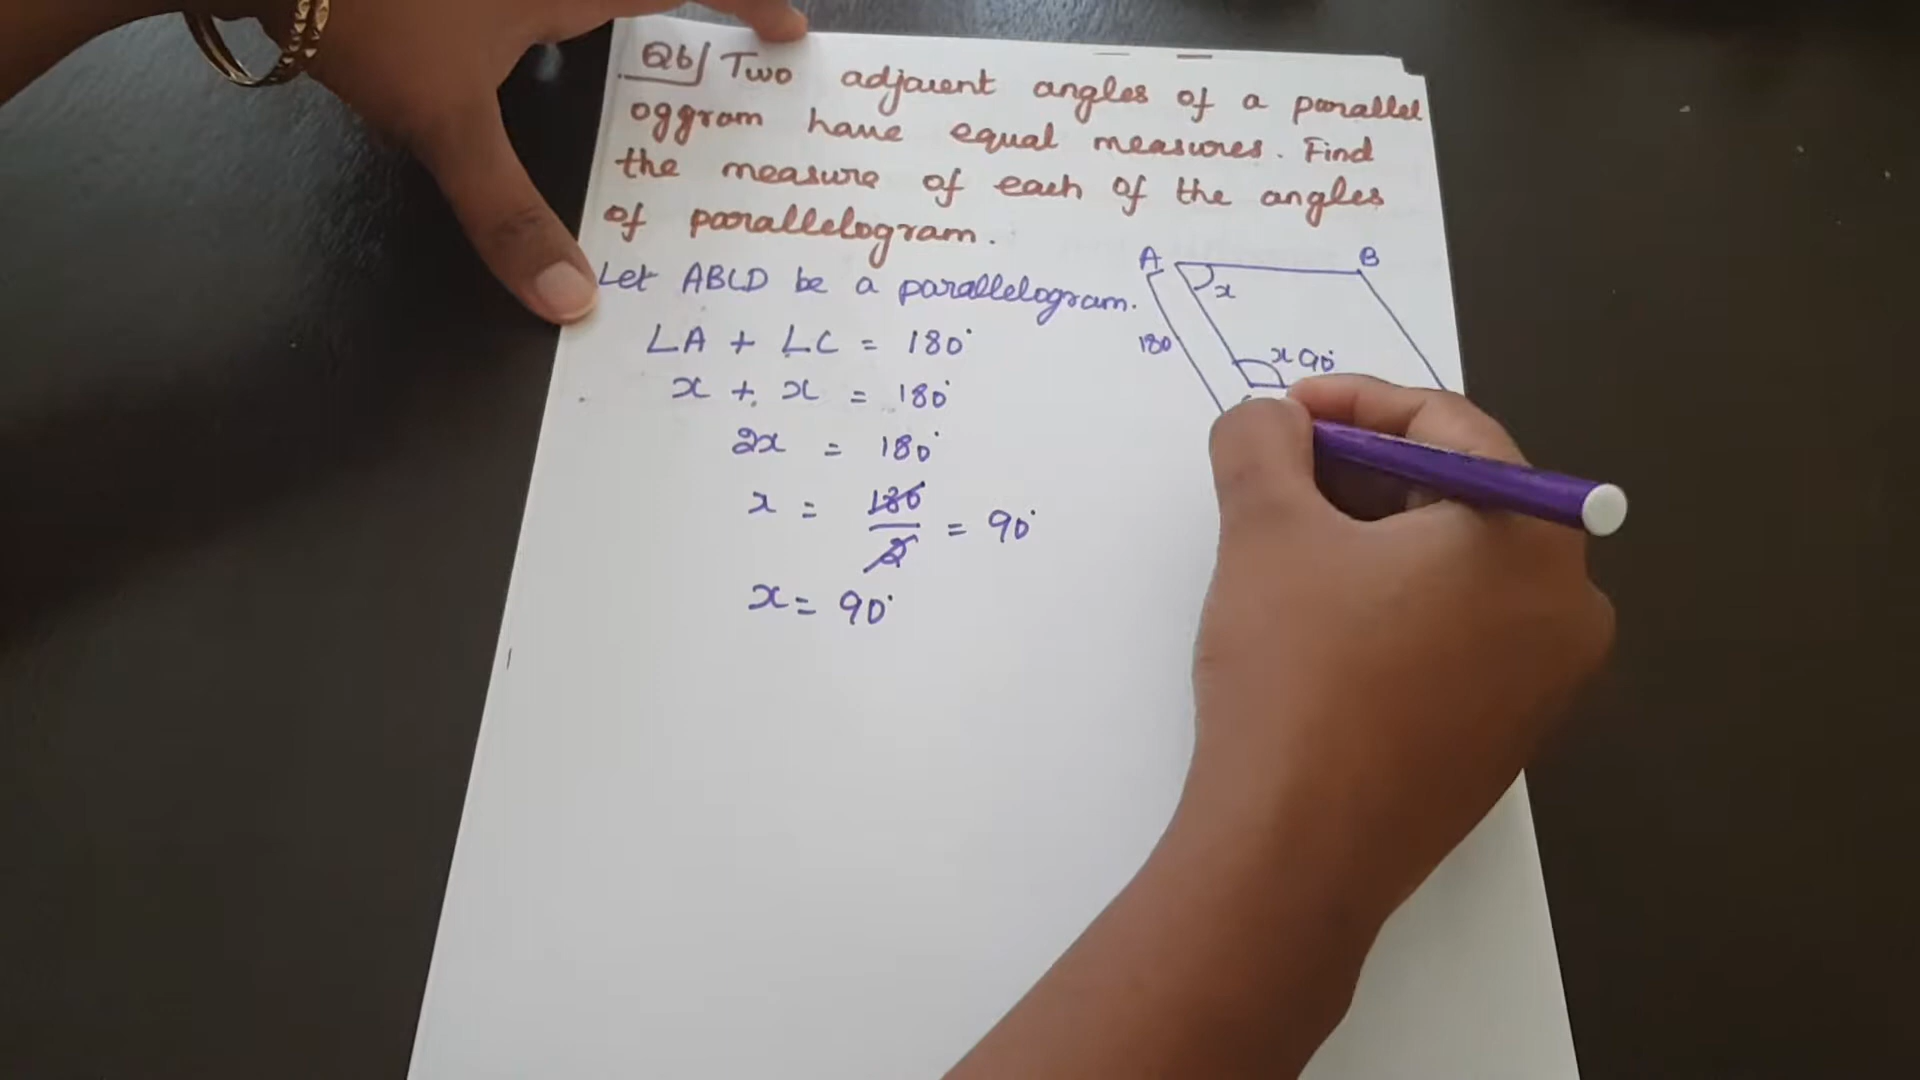 Q6/ Two adjacent angles of a parallel
oggram have equal measures. Find
the measure of each of the angles
of parallelogram.
Let ABCD be a parallelogram.
∠A + ∠C = 180°
x + x = 180°
2x = 180°
x = 180/2 = 90°
x = 90°
A B
x
180
x 90°